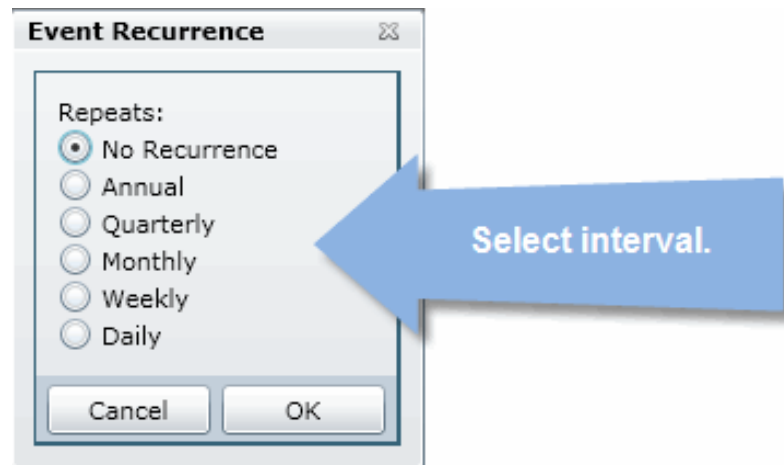 Event Recurrence
Repeats:
No Recurrence
Annual
Quarterly
Monthly
Weekly
Daily
Select interval.
Cancel
OK